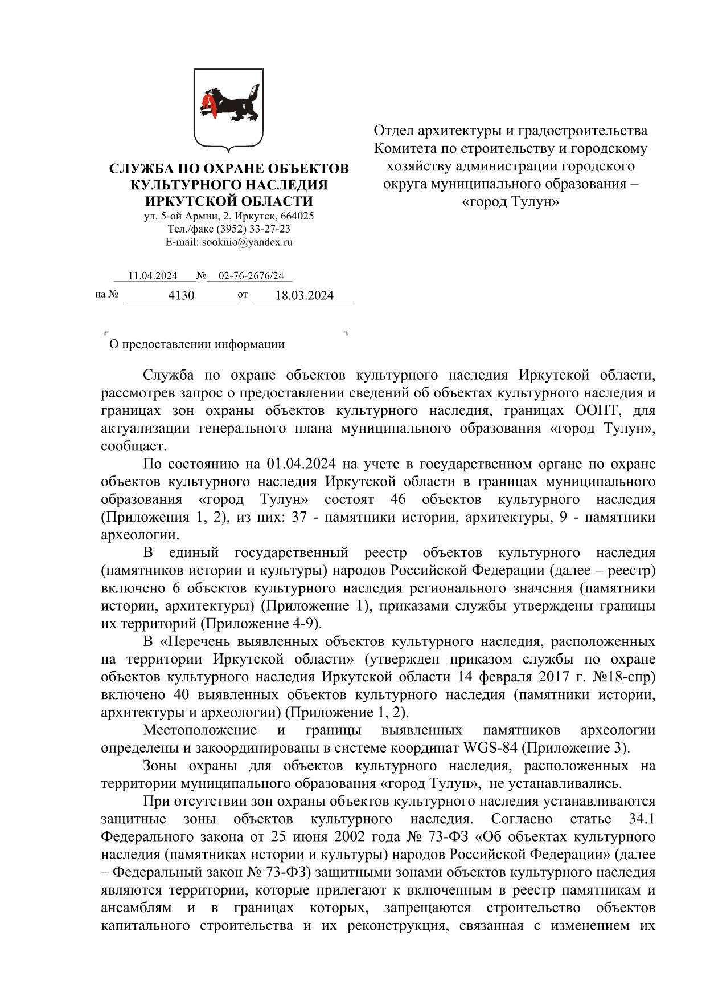 СЛУЖБА ПО ОХРАНЕ ОБЪЕКТОВ
КУЛЬТУРНОГО НАСЛЕДИЯ
ИРКУТСКОЙ ОБЛАСТИ
ул. 5-ой Армии, 2, Иркутск, 664025
Тел./факс (3952) 33-27-23
E-mail: sooknio@yandex.ru
11.04.2024 № 02-76-2676/24
на № 4130 от 18.03.2024
Отдел архитектуры и градостроительства
Комитета по строительству и городскому
хозяйству администрации городского
округа муниципального образования –
«город Тулун»
О предоставлении информации
Служба по охране объектов культурного наследия Иркутской области,
рассмотрев запрос о предоставлении сведений об объектах культурного наследия и
границах зон охраны объектов культурного наследия, границах ООПТ, для
актуализации генерального плана муниципального образования «город Тулун»,
сообщает.
По состоянию на 01.04.2024 на учете в государственном органе по охране
объектов культурного наследия Иркутской области в границах муниципального
образования «город Тулун» состоят 46 объектов культурного наследия
(Приложения 1, 2), из них: 37 - памятники истории, архитектуры, 9 - памятники
археологии.
В единый государственный реестр объектов культурного наследия
(памятников истории и культуры) народов Российской Федерации (далее – реестр)
включено 6 объектов культурного наследия регионального значения (памятники
истории, архитектуры) (Приложение 1), приказами службы утверждены границы
их территорий (Приложение 4-9).
В «Перечень выявленных объектов культурного наследия, расположенных
на территории Иркутской области» (утвержден приказом службы по охране
объектов культурного наследия Иркутской области 14 февраля 2017 г. №18-спр)
включено 40 выявленных объектов культурного наследия (памятники истории,
архитектуры и археологии) (Приложение 1, 2).
Местоположение и границы выявленных памятников археологии
определены и закоординированы в системе координат WGS-84 (Приложение 3).
Зоны охраны для объектов культурного наследия, расположенных на
территории муниципального образования «город Тулун», не устанавливались.
При отсутствии зон охраны объектов культурного наследия устанавливаются
защитные зоны объектов культурного наследия. Согласно статье 34.1
Федерального закона от 25 июня 2002 года № 73-ФЗ «Об объектах культурного
наследия (памятниках истории и культуры) народов Российской Федерации» (далее
– Федеральный закон № 73-ФЗ) защитными зонами объектов культурного наследия
являются территории, которые прилегают к включенным в реестр памятникам и
ансамблям и в границах которых, запрещаются строительство объектов
капитального строительства и их реконструкция, связанная с изменением их